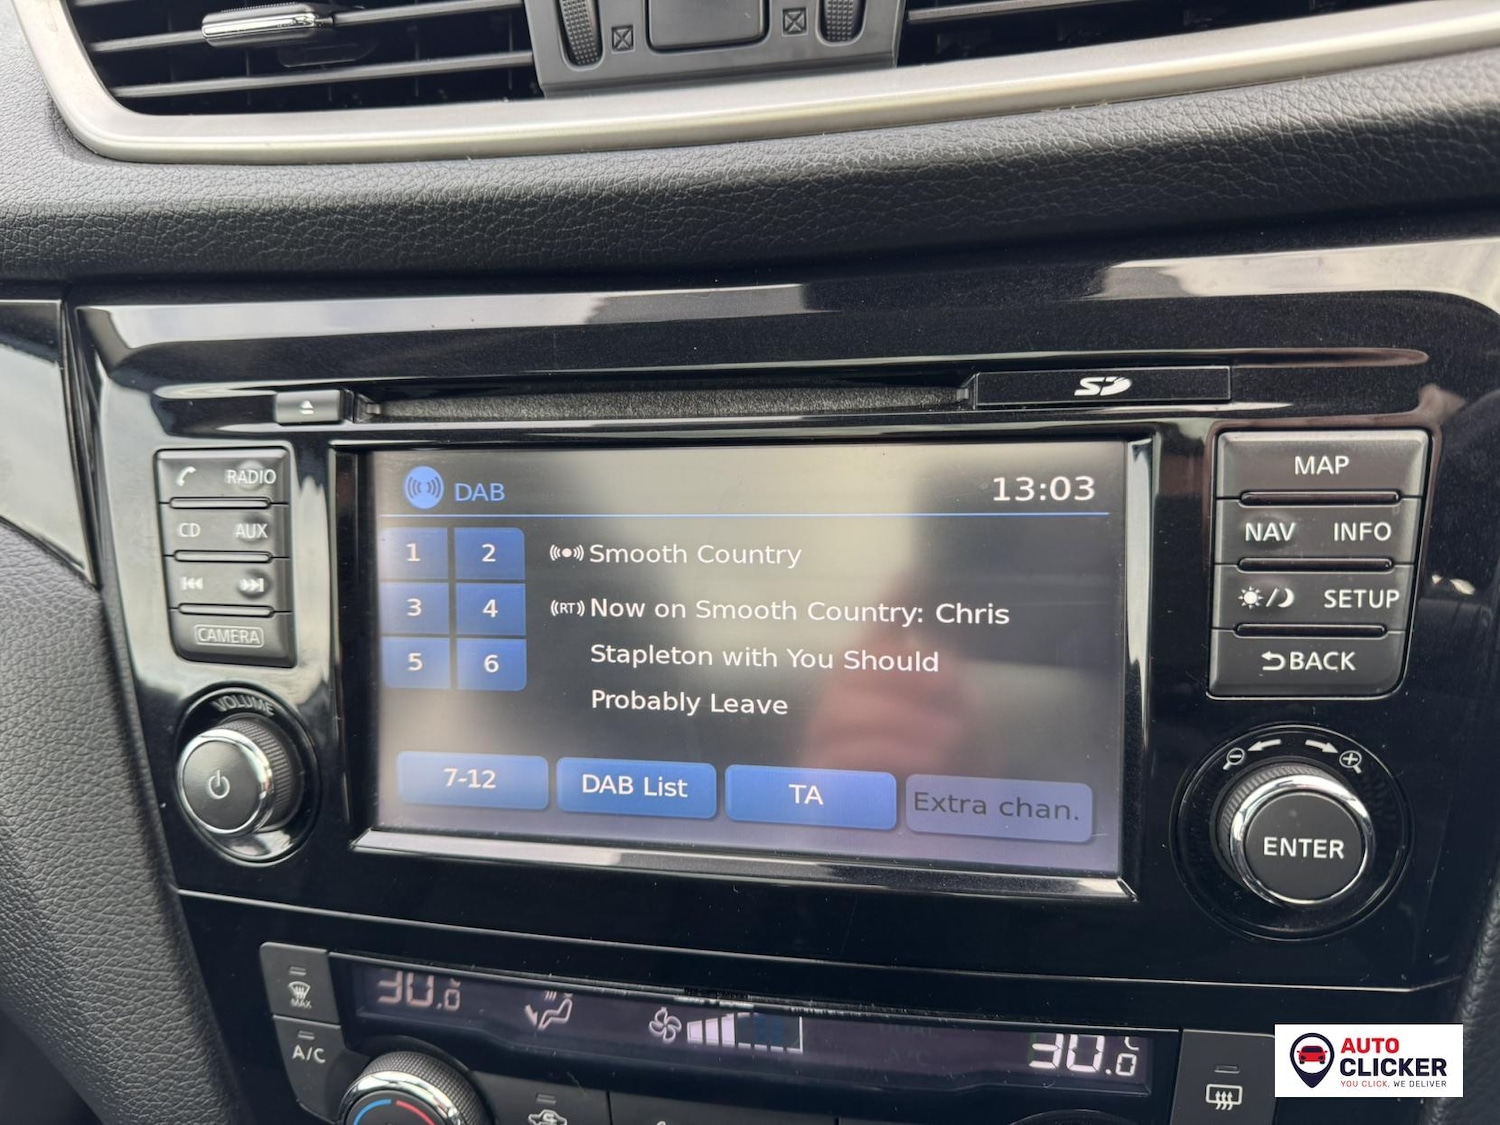 SD
RADIO
CD AUX
CAMERA
VOLUME
DAB 13:03
1 2
3 4
5 6
Smooth Country
(RT) Now on Smooth Country: Chris
Stapleton with You Should
Probably Leave
7-12 DAB List TA Extra chan.
MAP
NAV INFO
SETUP
BACK
ENTER
MAX
A/C
30.0
30.0
AUTO
CLICKER
YOU CLICK, WE DELIVER